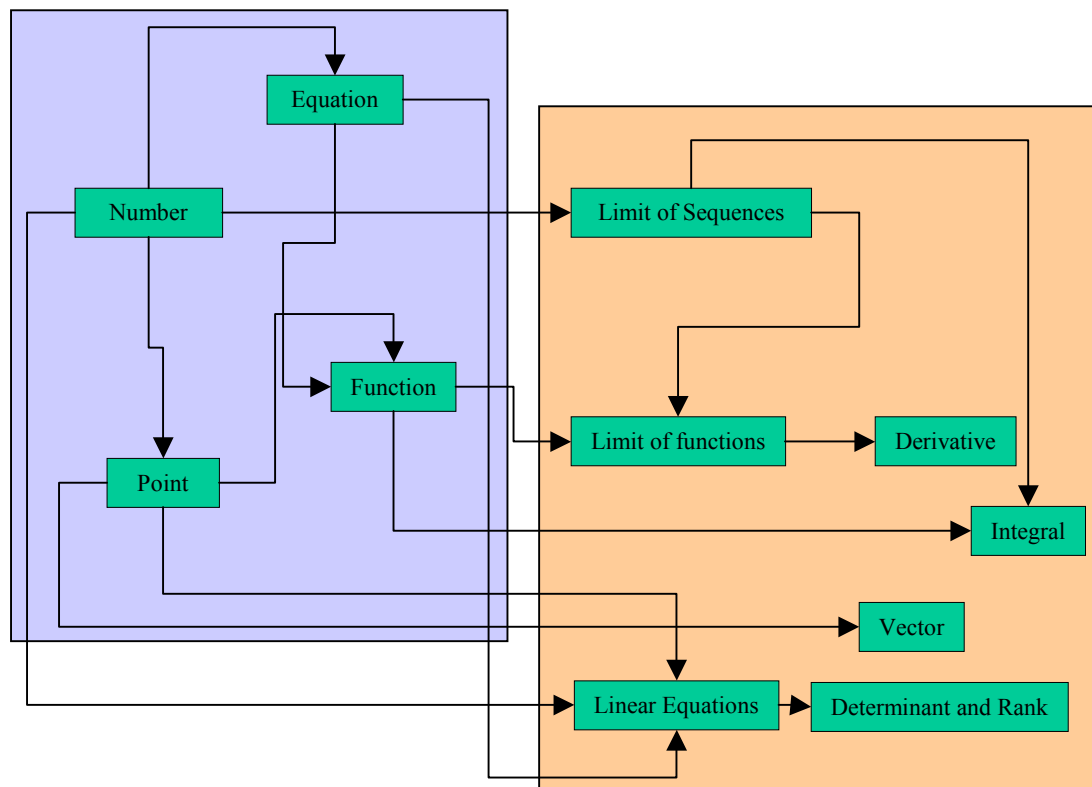 Equation
Number
Limit of Sequences
Function
Limit of functions
Derivative
Point
Integral
Vector
Linear Equations
Determinant and Rank